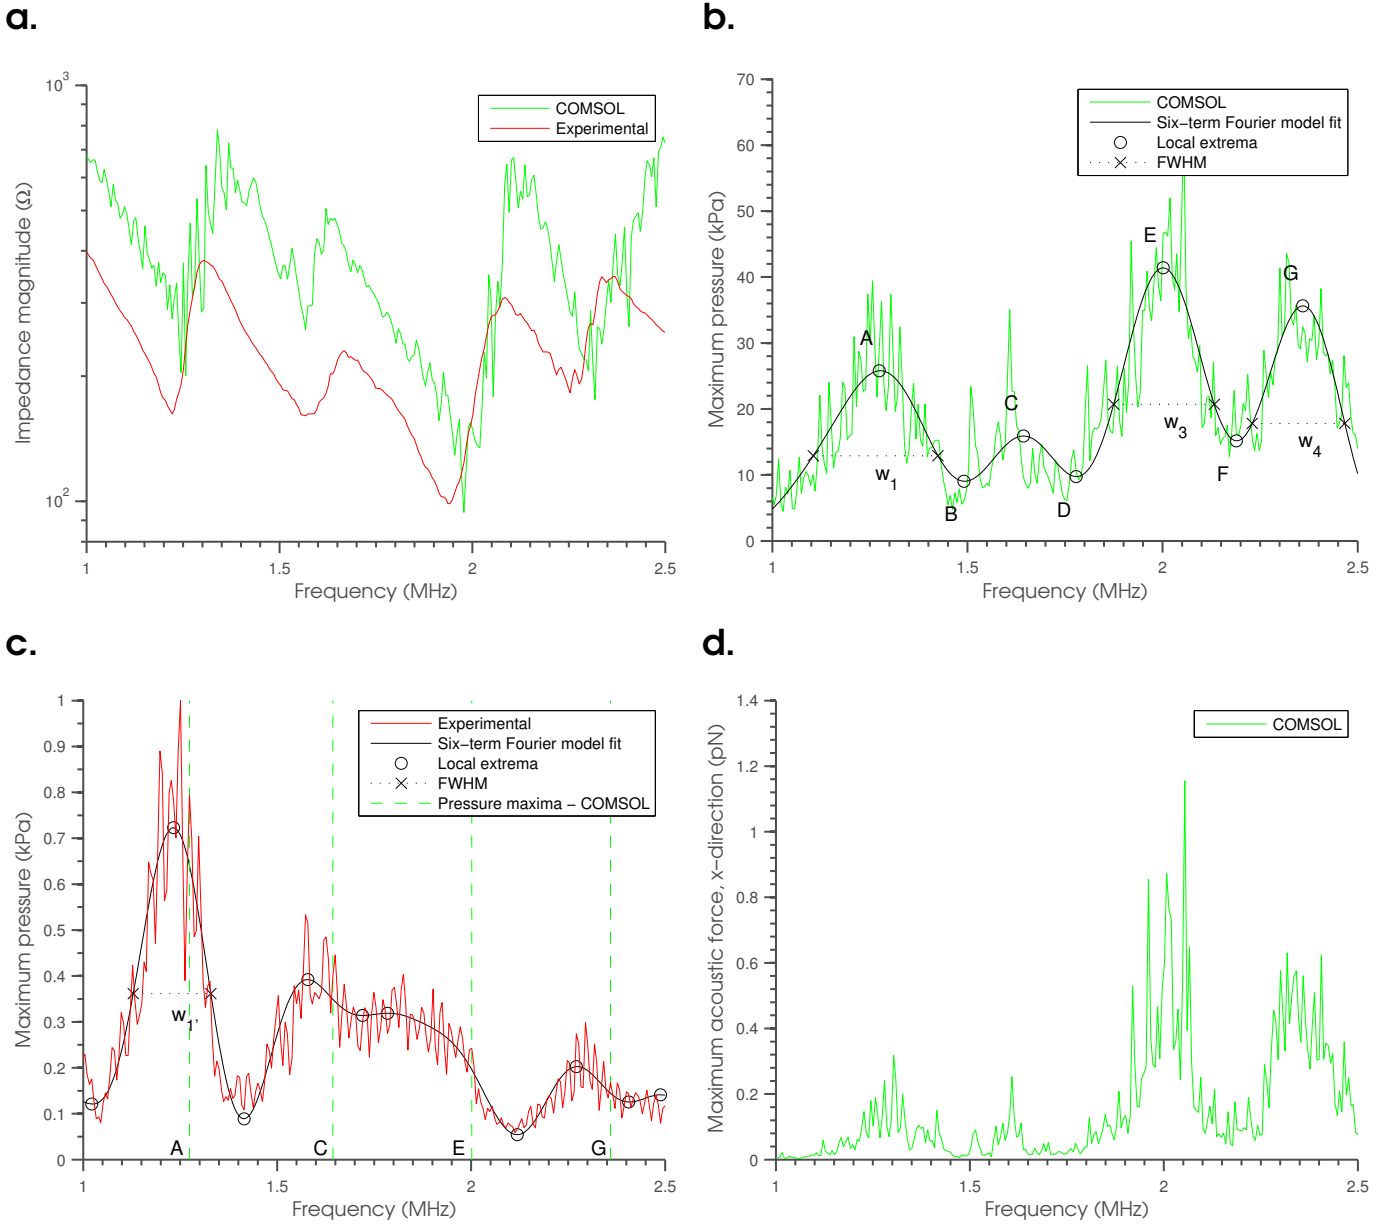 a.
10³
10²
Impedance magnitude (Ω)
COMSOL
Experimental
1
1.5
2
2.5
Frequency (MHz)
b.
70
60
50
40
30
20
10
0
Maximum pressure (kPa)
COMSOL
Six−term Fourier model fit
Local extrema
FWHM
A
B
C
D
E
F
G
w₁
w₃
w₄
1
1.5
2
2.5
Frequency (MHz)
c.
1
0.9
0.8
0.7
0.6
0.5
0.4
0.3
0.2
0.1
0
Maximum pressure (kPa)
Experimental
Six−term Fourier model fit
Local extrema
FWHM
Pressure maxima − COMSOL
w₁'
A
C
E
G
1
1.5
2
2.5
Frequency (MHz)
d.
1.4
1.2
1
0.8
0.6
0.4
0.2
0
Maximum acoustic force, x−direction (pN)
COMSOL
1
1.5
2
2.5
Frequency (MHz)